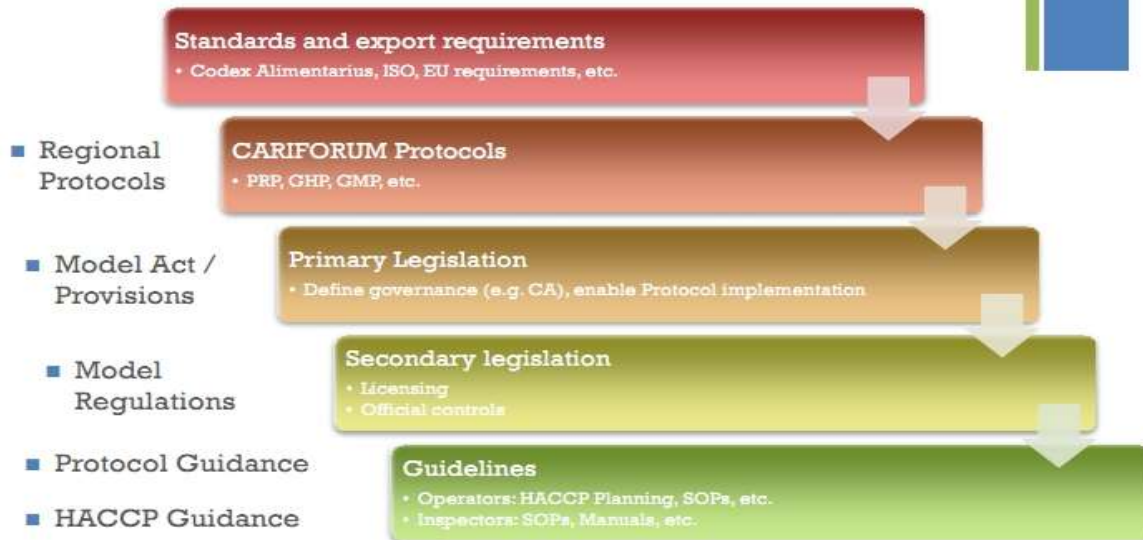 Standards and export requirements
• Codex Alimentarius, ISO, EU requirements, etc.
Regional
Protocols
CARIFORUM Protocols
• PRP, GHP, GMP, etc.
Model Act /
Provisions
Primary Legislation
• Define governance (e.g. CA), enable Protocol implementation
Model
Regulations
Secondary legislation
• Licensing
• Official controls
Protocol Guidance
HACCP Guidance
Guidelines
• Operators: HACCP Planning, SOPs, etc.
• Inspectors: SOPs, Manuals, etc.